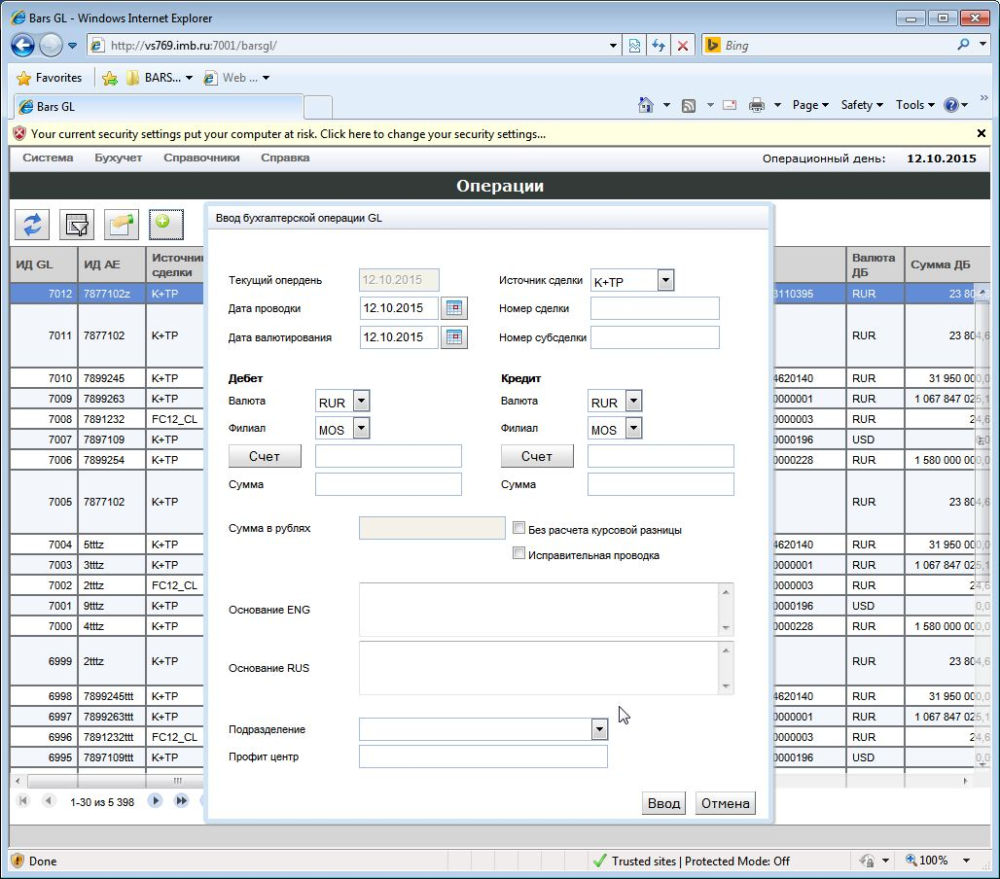 Bars GL - Windows Internet Explorer
http://vs769.imb.ru:7001/barsgl/
Bing
Favorites BARS... Web ...
Bars GL
Page Safety Tools
Your current security settings put your computer at risk. Click here to change your security settings...
Система Бухучет Справочники Справка Операционный день: 12.10.2015
Операции
Ввод бухгалтерской операции GL
ИД GL ИД AE Источник сделки Валюта ДБ Сумма ДБ
Текущий опердень 12.10.2015 Источник сделки K+TP
Дата проводки 12.10.2015 Номер сделки
Дата валютирования 12.10.2015 Номер субсделки
Дебет Кредит
Валюта RUR Валюта RUR
Филиал MOS Филиал MOS
Счет Счет
Сумма Сумма
Сумма в рублях Без расчета курсовой разницы
Исправительная проводка
Основание ENG
Основание RUS
Подразделение
Профит центр
Ввод Отмена
7012 7877102z K+TP 3110395 RUR 23 804,6
7011 7877102 K+TP RUR 23 804,6
7010 7899245 K+TP 4620140 RUR 31 950 000,0
7009 7899263 K+TP 0000001 RUR 1 067 847 025,1
7008 7891232 FC12_CL 0000003 RUR 24,6
7007 7897109 K+TP 0000196 USD
7006 7899254 K+TP 0000228 RUR 1 580 000 000,0
7005 7877102 K+TP RUR 23 804,6
7004 5tttz K+TP 4620140 RUR 31 950 000,0
7003 3tttz K+TP 0000001 RUR 1 067 847 025,1
7002 2tttz FC12_CL 0000003 RUR 24,6
7001 9tttz K+TP 0000196 USD 0,0
7000 4tttz K+TP 0000228 RUR 1 580 000 000,0
6999 2tttz K+TP RUR 23 804,6
6998 7899245ttt K+TP 4620140 RUR 31 950 000,0
6997 7899263ttt K+TP 0000001 RUR 1 067 847 025,1
6996 7891232ttt FC12_CL 0000003 RUR 24,6
6995 7897109ttt K+TP 0000196 USD 0,0
1-30 из 5 398
Done Trusted sites | Protected Mode: Off 100%